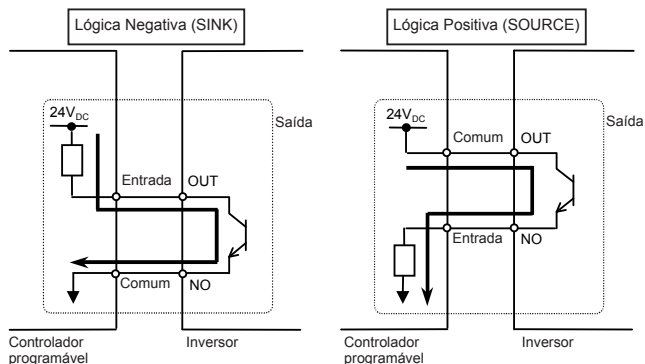 Lógica Negativa (SINK)
24VDC
Saída
Entrada
OUT
Comum
NO
Controlador
programável
Inversor
Lógica Positiva (SOURCE)
24VDC
Comum
OUT
Saída
Entrada
NO
Controlador
programável
Inversor